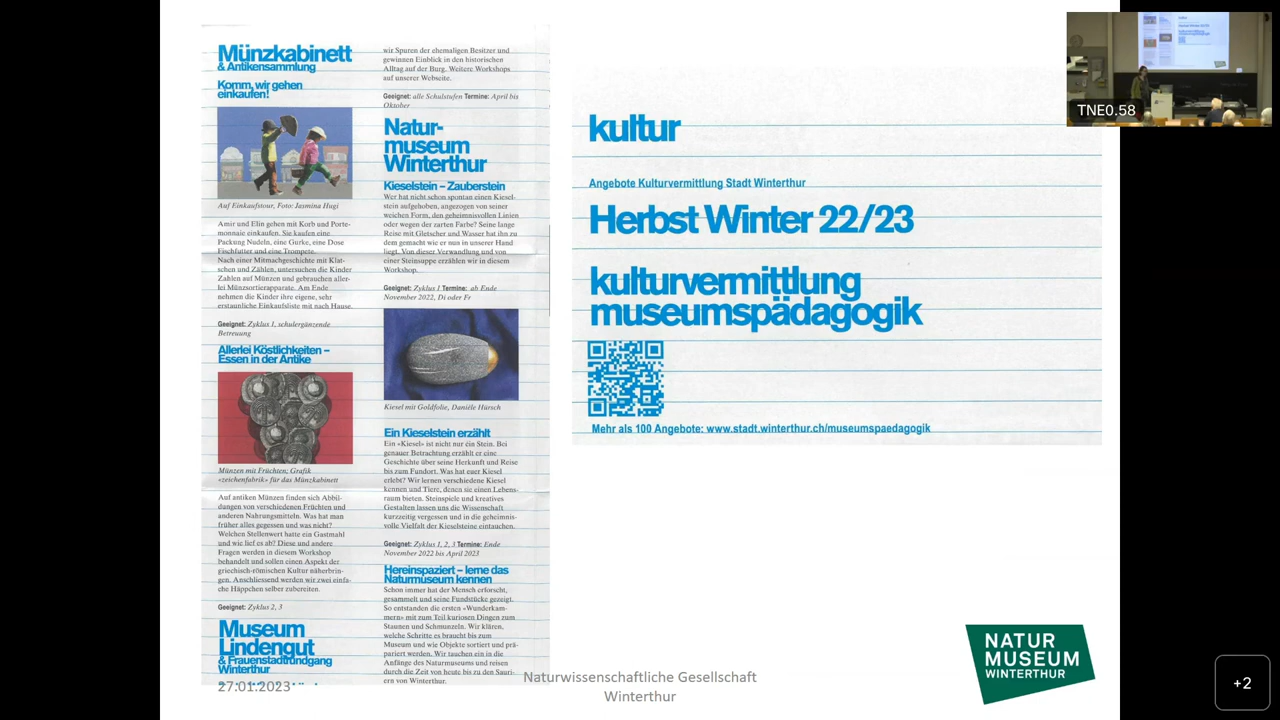 Münzkabinett
& Antikensammlung
Komm, wir gehen
einkaufen!
Auf Einkaufstour, Foto: Jasmina Hugi
Amir und Elin gehen mit Korb und Porte-
monnaie einkaufen. Sie kaufen eine
Packung Nudeln, eine Gurke, eine Dose
Fischfutter und eine Trompete.
Nach einer Mitmachgeschichte mit Klat-
schen und Zählen, untersuchen die Kinder
Zahlen auf Münzen und gebrauchen aller-
lei Münzsortierapparate. Am Ende
nehmen die Kinder ihre eigene, sehr
erstaunliche Einkaufsliste mit nach Hause.
Geeignet: Zyklus 1, schulergänzende
Betreuung
Allerlei Köstlichkeiten –
Essen in der Antike
Münzen mit Früchten; Grafik
«zeichenfabrik» für das Münzkabinett
Auf antiken Münzen finden sich Abbil-
dungen von verschiedenen Früchten und
anderen Nahrungsmitteln. Was hat man
früher alles gegessen und was nicht?
Welchen Stellenwert hatte ein Gastmahl
und wie lief es ab? Diese und andere
Fragen werden in diesem Workshop
behandelt und sollen einen Aspekt der
griechisch-römischen Kultur näherbrin-
gen. Anschliessend werden wir zwei einfa-
che Häppchen selber zubereiten.
Geeignet: Zyklus 2, 3
Museum
Lindengut
& Frauenstadtrundgang
Winterthur
wir Spuren der ehemaligen Besitzer und
gewinnen Einblick in den historischen
Alltag auf der Burg. Weitere Workshops
auf unserer Webseite.
Geeignet: alle Schulstufen Termine: April bis
Oktober
Natur-
museum
Winterthur
Kieselstein – Zauberstein
Wer hat nicht schon spontan einen Kiesel-
stein aufgehoben, angezogen von seiner
weichen Form, den geheimnisvollen Linien
oder wegen der zarten Farbe? Seine lange
Reise mit Gletscher und Wasser hat ihn zu
dem gemacht wie er nun in unserer Hand
liegt. Von dieser Verwandlung und von
einer Steinsuppe erzählen wir in diesem
Workshop.
Geeignet: Zyklus 1 Termine: ab Ende
November 2022, Di oder Fr
Kiesel mit Goldfolie, Danièle Hürsch
Ein Kieselstein erzählt
Ein «Kiesel» ist nicht nur ein Stein. Bei
genauer Betrachtung erzählt er eine
Geschichte über seine Herkunft und Reise
bis zum Fundort. Was hat euer Kiesel
erlebt? Wir lernen verschiedene Kiesel
kennen und Tiere, denen sie einen Lebens-
raum bieten. Steinspiele und kreatives
Gestalten lassen uns die Wissenschaft
kurzzeitig vergessen und in die geheimnis-
volle Vielfalt der Kieselsteine eintauchen.
Geeignet: Zyklus 1, 2, 3 Termine: Ende
November 2022 bis April 2023
Hereinspaziert – lerne das
Naturmuseum kennen
Schon immer hat der Mensch erforscht,
gesammelt und seine Fundstücke gezeigt.
So entstanden die ersten «Wunderkam-
mern» mit zum Teil kuriosen Dingen zum
Staunen und Schmunzeln. Wir klären,
welche Schritte es braucht bis zum
Museum und wie Objekte sortiert und prä-
pariert werden. Wir tauchen ein in die
Anfänge des Naturmuseums und reisen
durch die Zeit von heute bis zu den Sauri-
ern von Winterthur.
kultur
Angebote Kulturvermittlung Stadt Winterthur
Herbst Winter 22/23
kulturvermittlung
museumspädagogik
Mehr als 100 Angebote: www.stadt.winterthur.ch/museumspaedagogik
TNE0.58
27.01.2023
Naturwissenschaftliche Gesellschaft
Winterthur
NATUR
MUSEUM
WINTERTHUR
+2